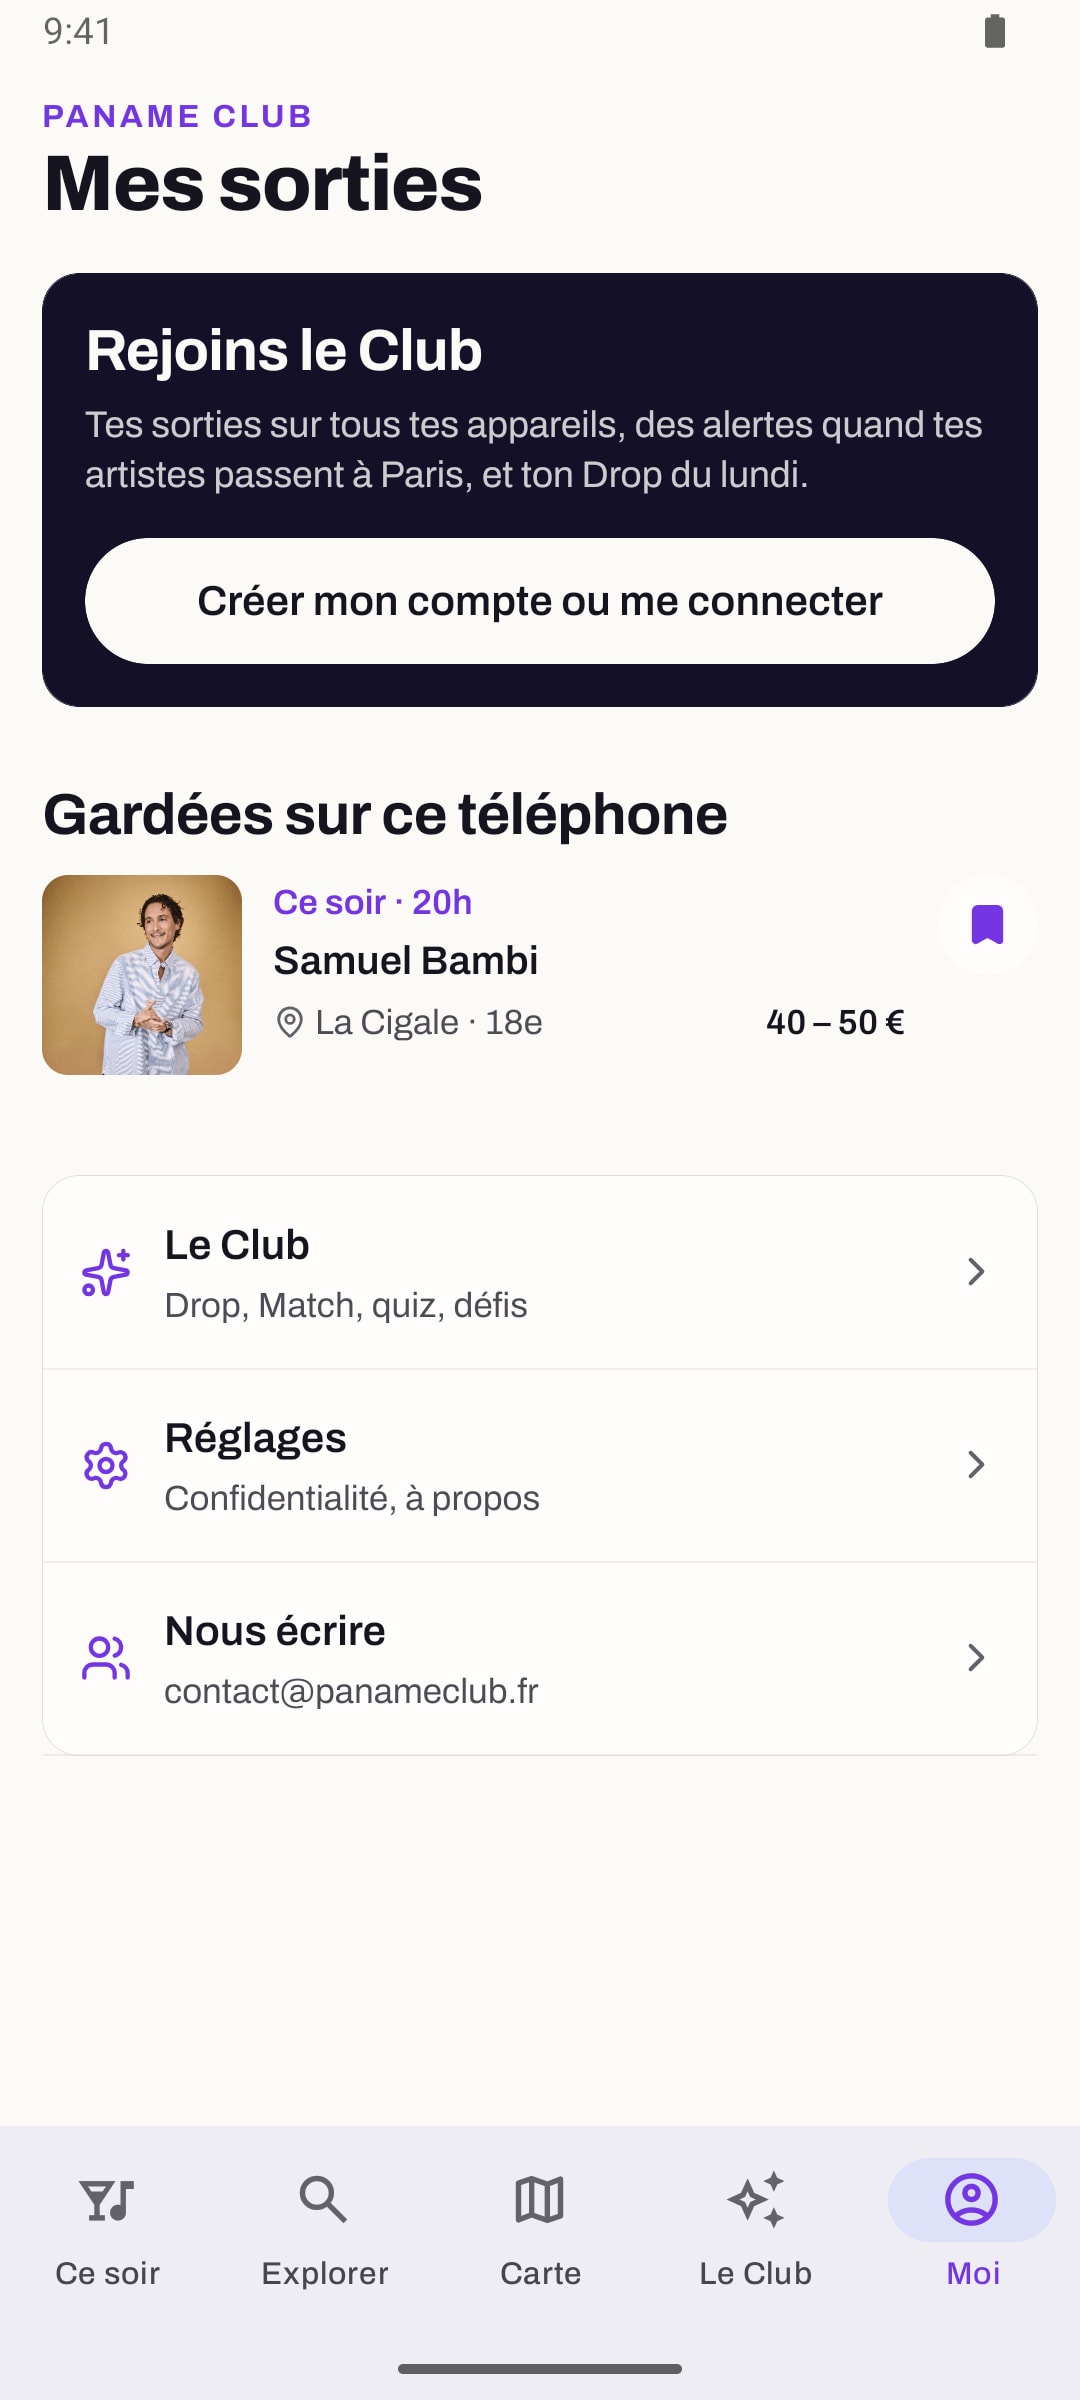 9:41
PANAME CLUB
Mes sorties
Rejoins le Club
Tes sorties sur tous tes appareils, des alertes quand tes
artistes passent à Paris, et ton Drop du lundi.
Créer mon compte ou me connecter
Gardées sur ce téléphone
Ce soir · 20h
Samuel Bambi
La Cigale · 18e
40 – 50 €
Le Club
Drop, Match, quiz, défis
Réglages
Confidentialité, à propos
Nous écrire
contact@panameclub.fr
Ce soir
Explorer
Carte
Le Club
Moi